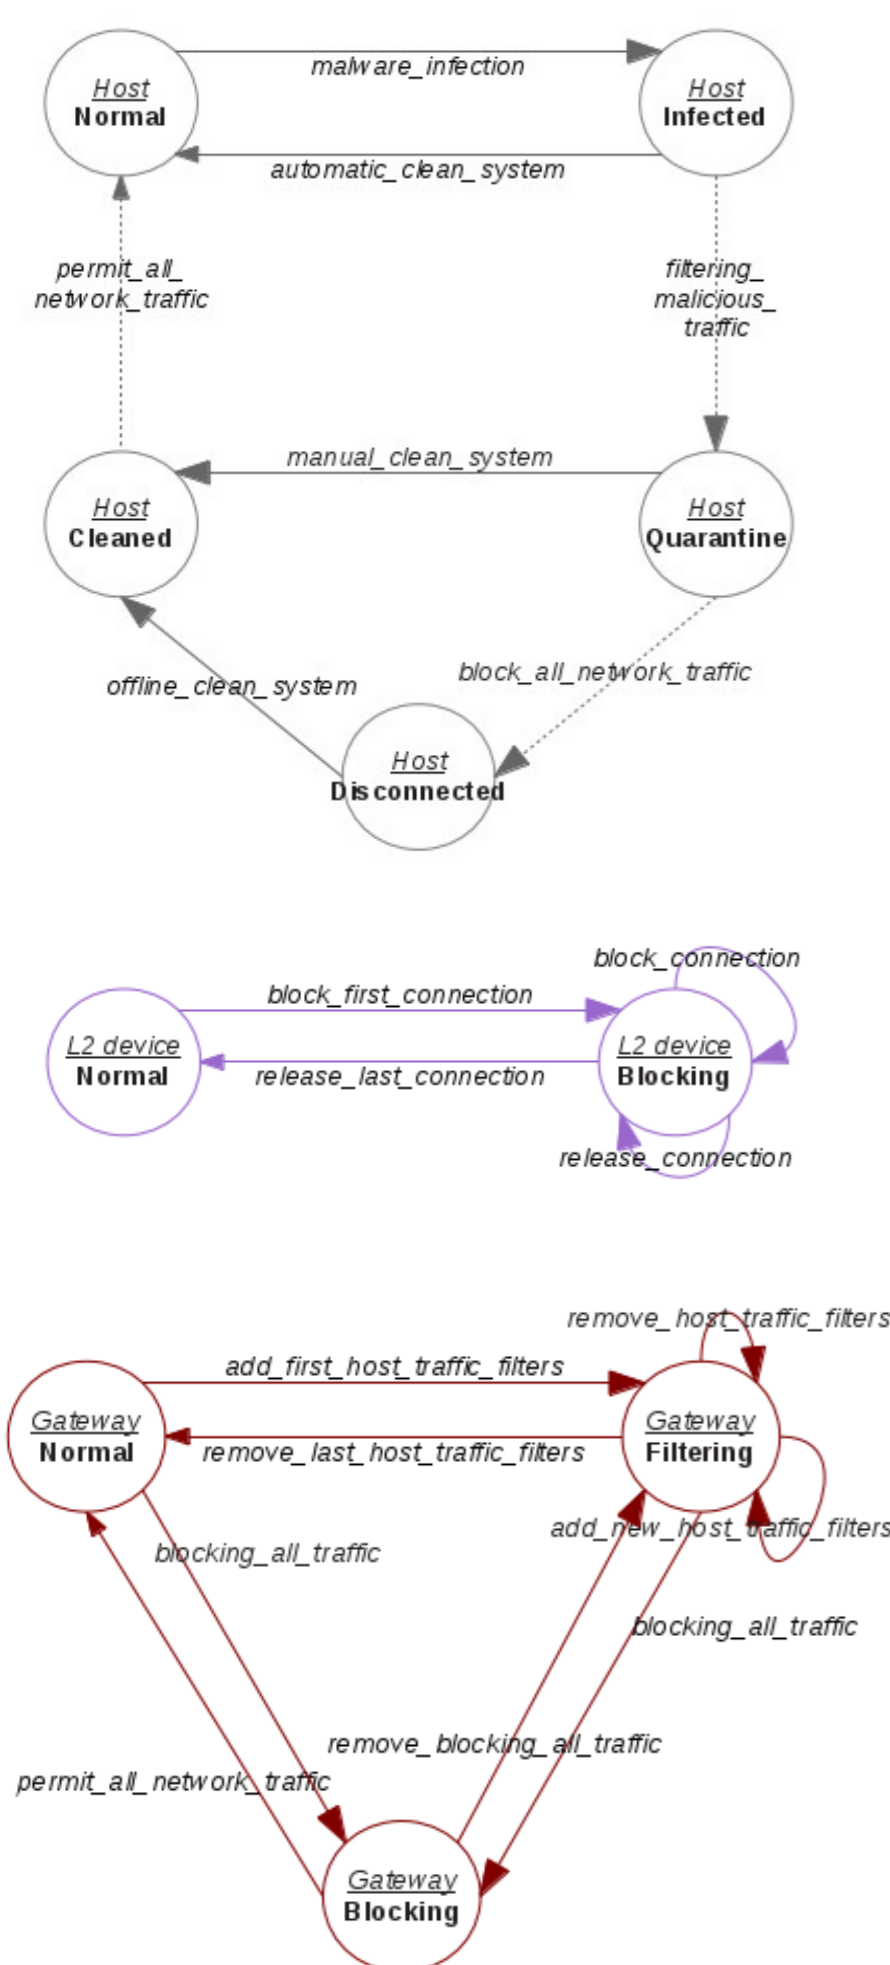 Host
Normal
malware_infection
Host
Infected
automatic_clean_system
permit_all_
network_traffic
filtering_
malicious_
traffic
manual_clean_system
Host
Cleaned
Host
Quarantine
block_all_network_traffic
offline_clean_system
Host
Disconnected
block_connection
block_first_connection
L2 device
Normal
L2 device
Blocking
release_last_connection
release_connection
remove_host_traffic_filters
add_first_host_traffic_filters
Gateway
Normal
Gateway
Filtering
remove_last_host_traffic_filters
add_new_host_traffic_filters
blocking_all_traffic
blocking_all_traffic
remove_blocking_all_traffic
permit_all_network_traffic
Gateway
Blocking